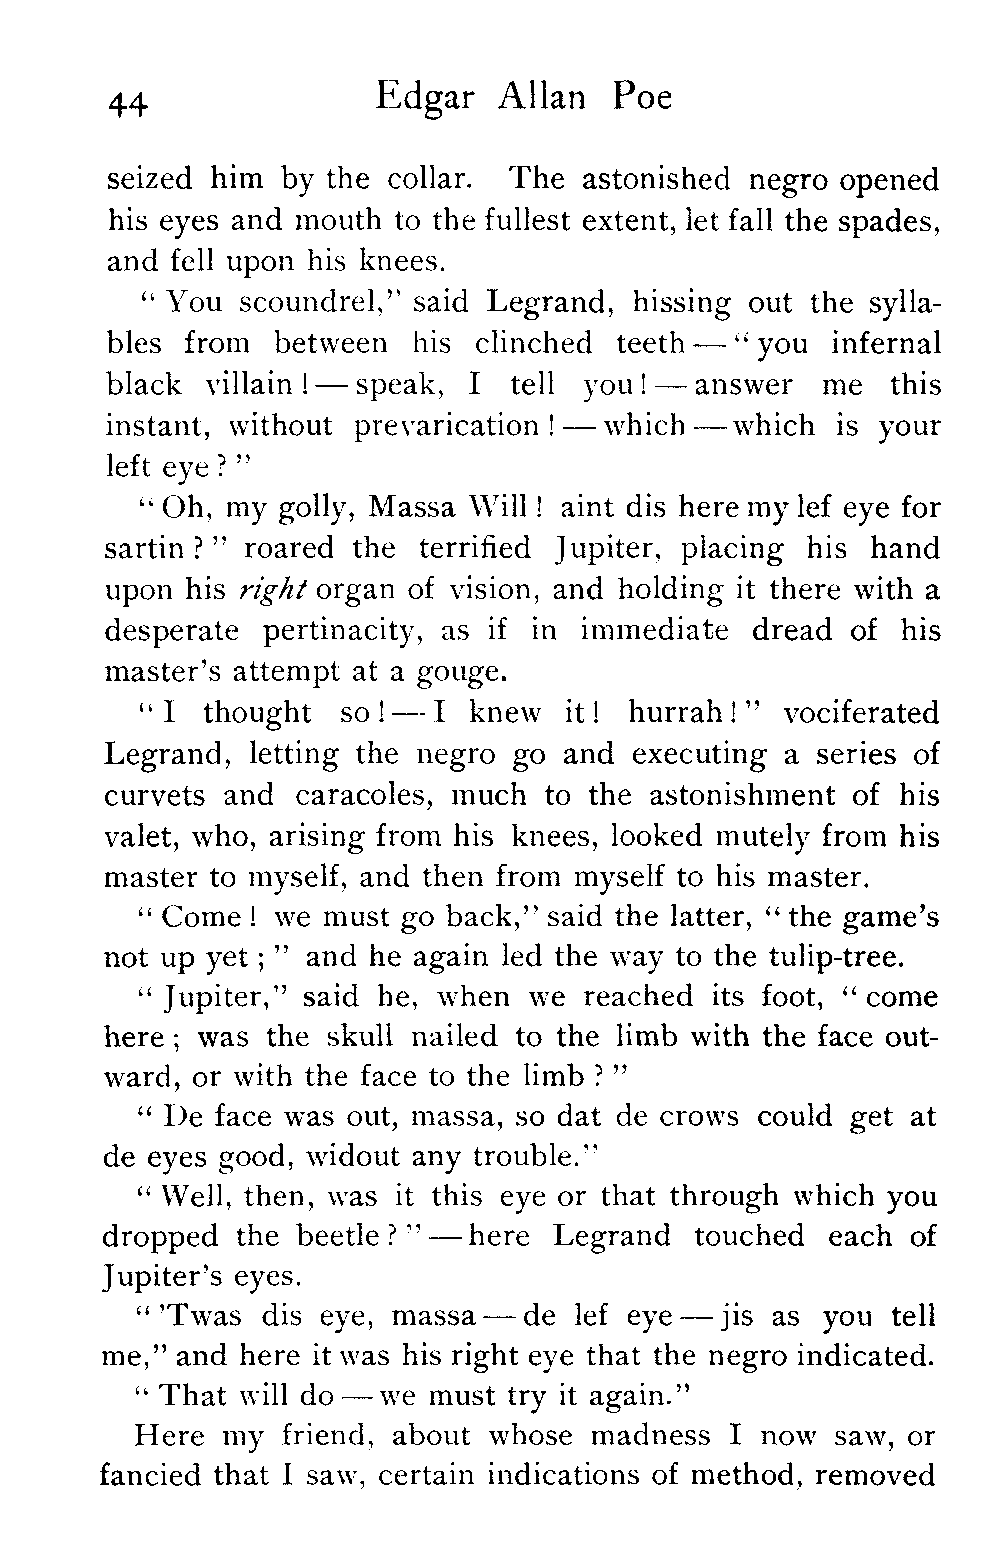 44 Edgar Allan Poe
seized him by the collar. The astonished negro opened
his eyes and mouth to the fullest extent, let fall the spades,
and fell upon his knees.
“ You scoundrel,” said Legrand, hissing out the sylla-
bles from between his clinched teeth — “ you infernal
black villain ! — speak, I tell you ! — answer me this
instant, without prevarication ! — which — which is your
left eye ? ”
“ Oh, my golly, Massa Will ! aint dis here my lef eye for
sartin ? ” roared the terrified Jupiter, placing his hand
upon his right organ of vision, and holding it there with a
desperate pertinacity, as if in immediate dread of his
master’s attempt at a gouge.
“ I thought so ! — I knew it ! hurrah ! ” vociferated
Legrand, letting the negro go and executing a series of
curvets and caracoles, much to the astonishment of his
valet, who, arising from his knees, looked mutely from his
master to myself, and then from myself to his master.
“ Come ! we must go back,” said the latter, “ the game’s
not up yet ; ” and he again led the way to the tulip-tree.
“ Jupiter,” said he, when we reached its foot, “ come
here ; was the skull nailed to the limb with the face out-
ward, or with the face to the limb ? ”
“ De face was out, massa, so dat de crows could get at
de eyes good, widout any trouble.”
“ Well, then, was it this eye or that through which you
dropped the beetle ? ” — here Legrand touched each of
Jupiter’s eyes.
“ ’Twas dis eye, massa — de lef eye — jis as you tell
me,” and here it was his right eye that the negro indicated.
“ That will do — we must try it again.”
Here my friend, about whose madness I now saw, or
fancied that I saw, certain indications of method, removed